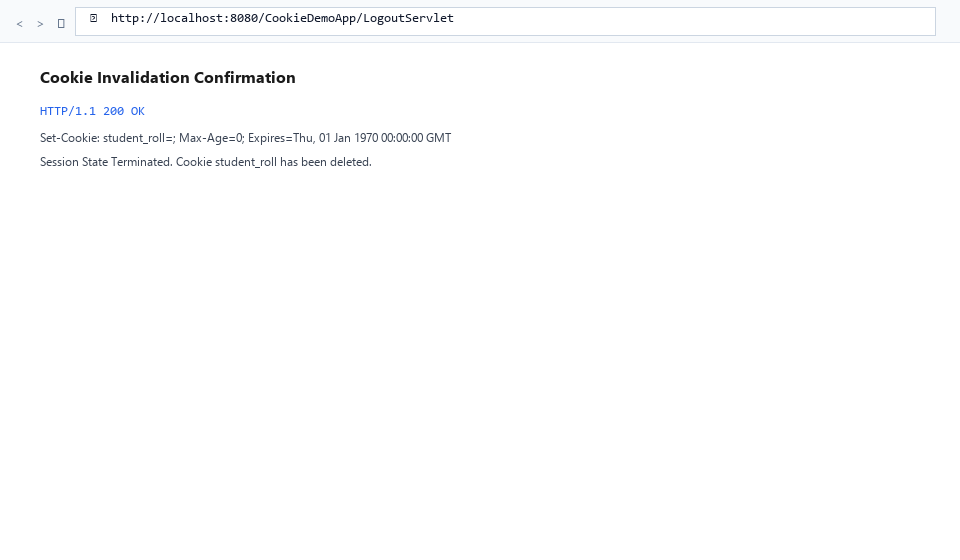 < >
http://localhost:8080/CookieDemoApp/LogoutServlet
Cookie Invalidation Confirmation
HTTP/1.1 200 OK
Set-Cookie: student_roll=; Max-Age=0; Expires=Thu, 01 Jan 1970 00:00:00 GMT
Session State Terminated. Cookie student_roll has been deleted.